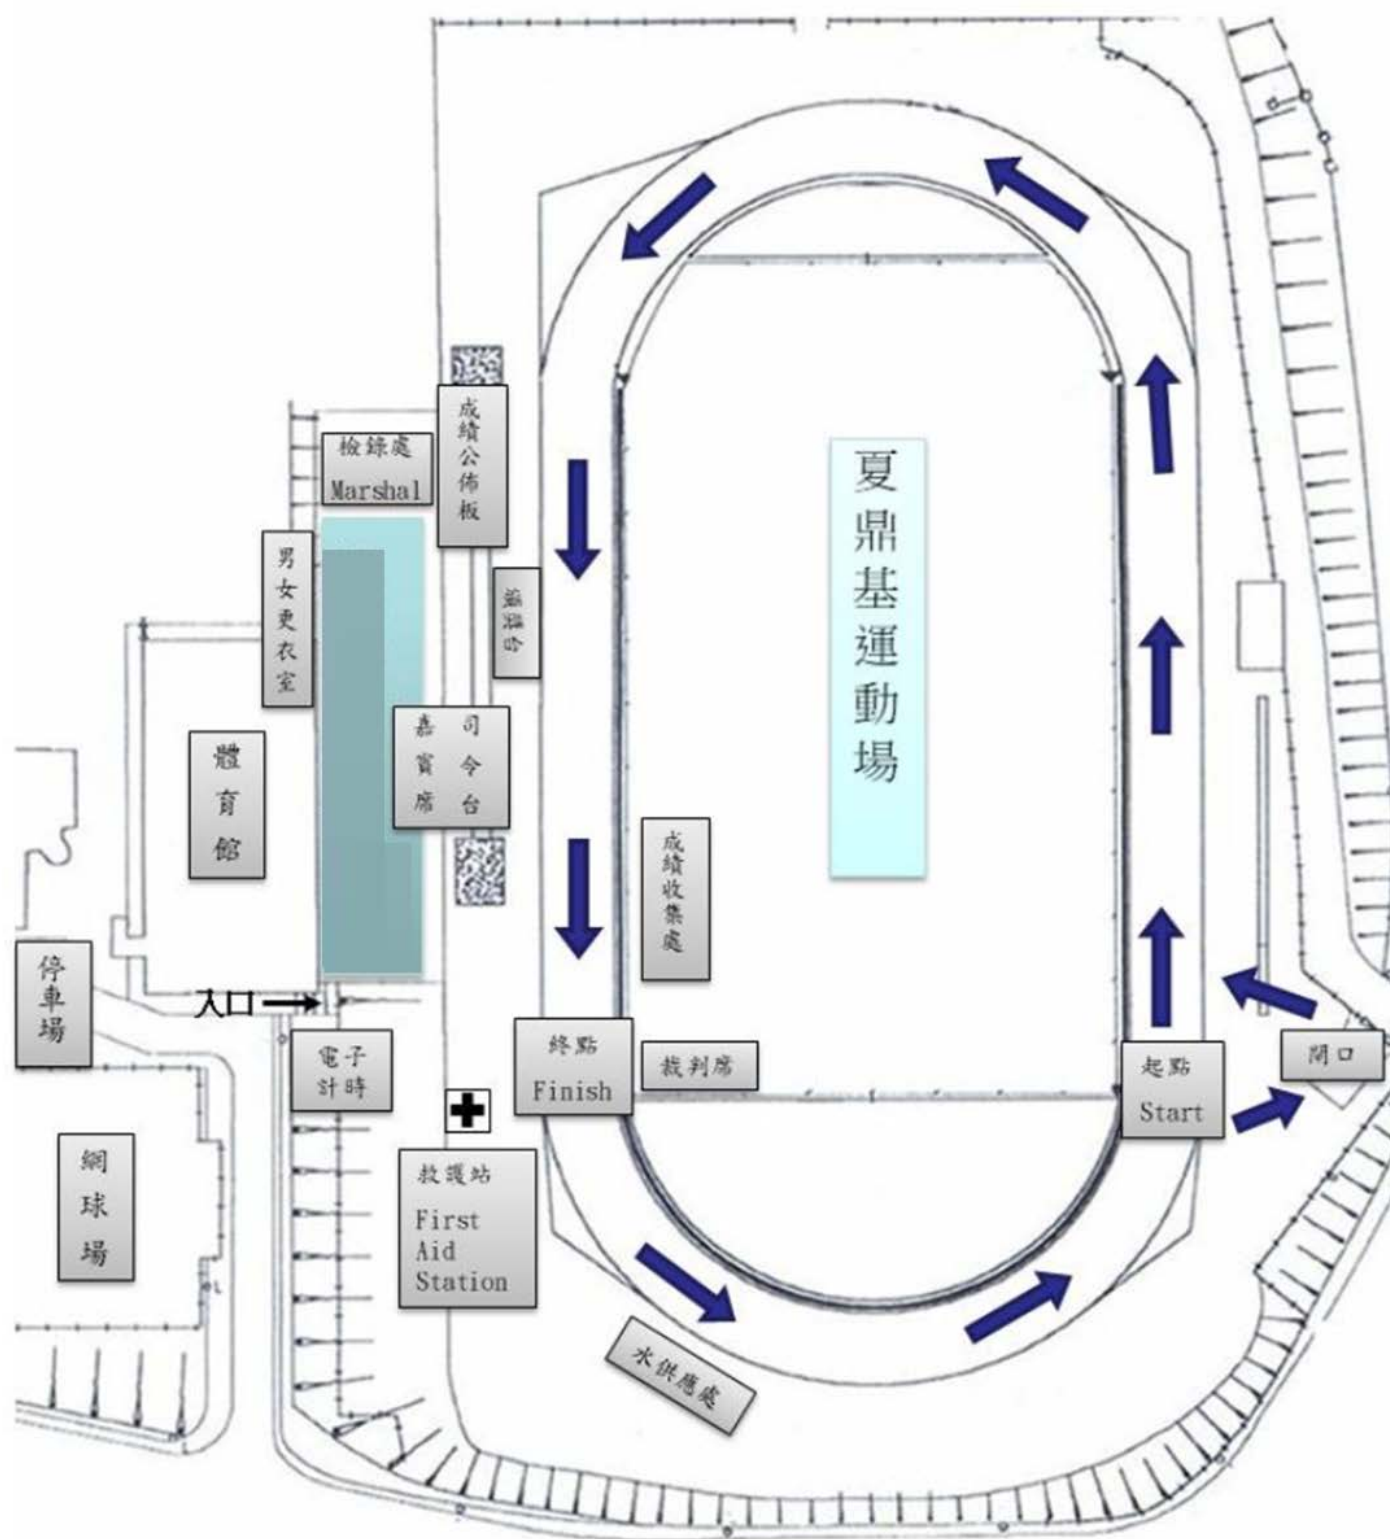 夏鼎基運動場
成績公佈板
檢錄處
Marshal
男女更衣室
司令台
嘉賓席
體育館
成績收集處
停車場
入口
電子
計時
終點
Finish
裁判席
起點
Start
閘口
網球場
救護站
First
Aid
Station
水供應處